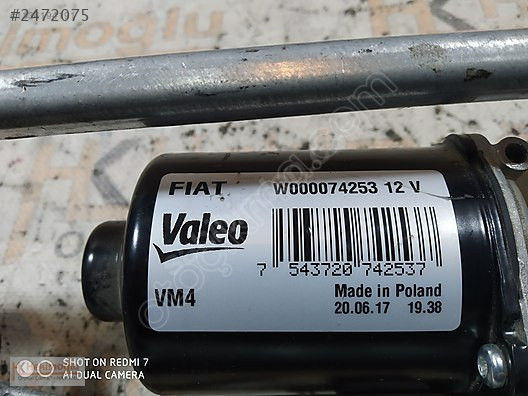 #2472075
FIAT W000074253 12 V
Valeo
7 543720 742537
VM4
Made in Poland
20.06.17 19.38
SHOT ON REDMI 7
AI DUAL CAMERA